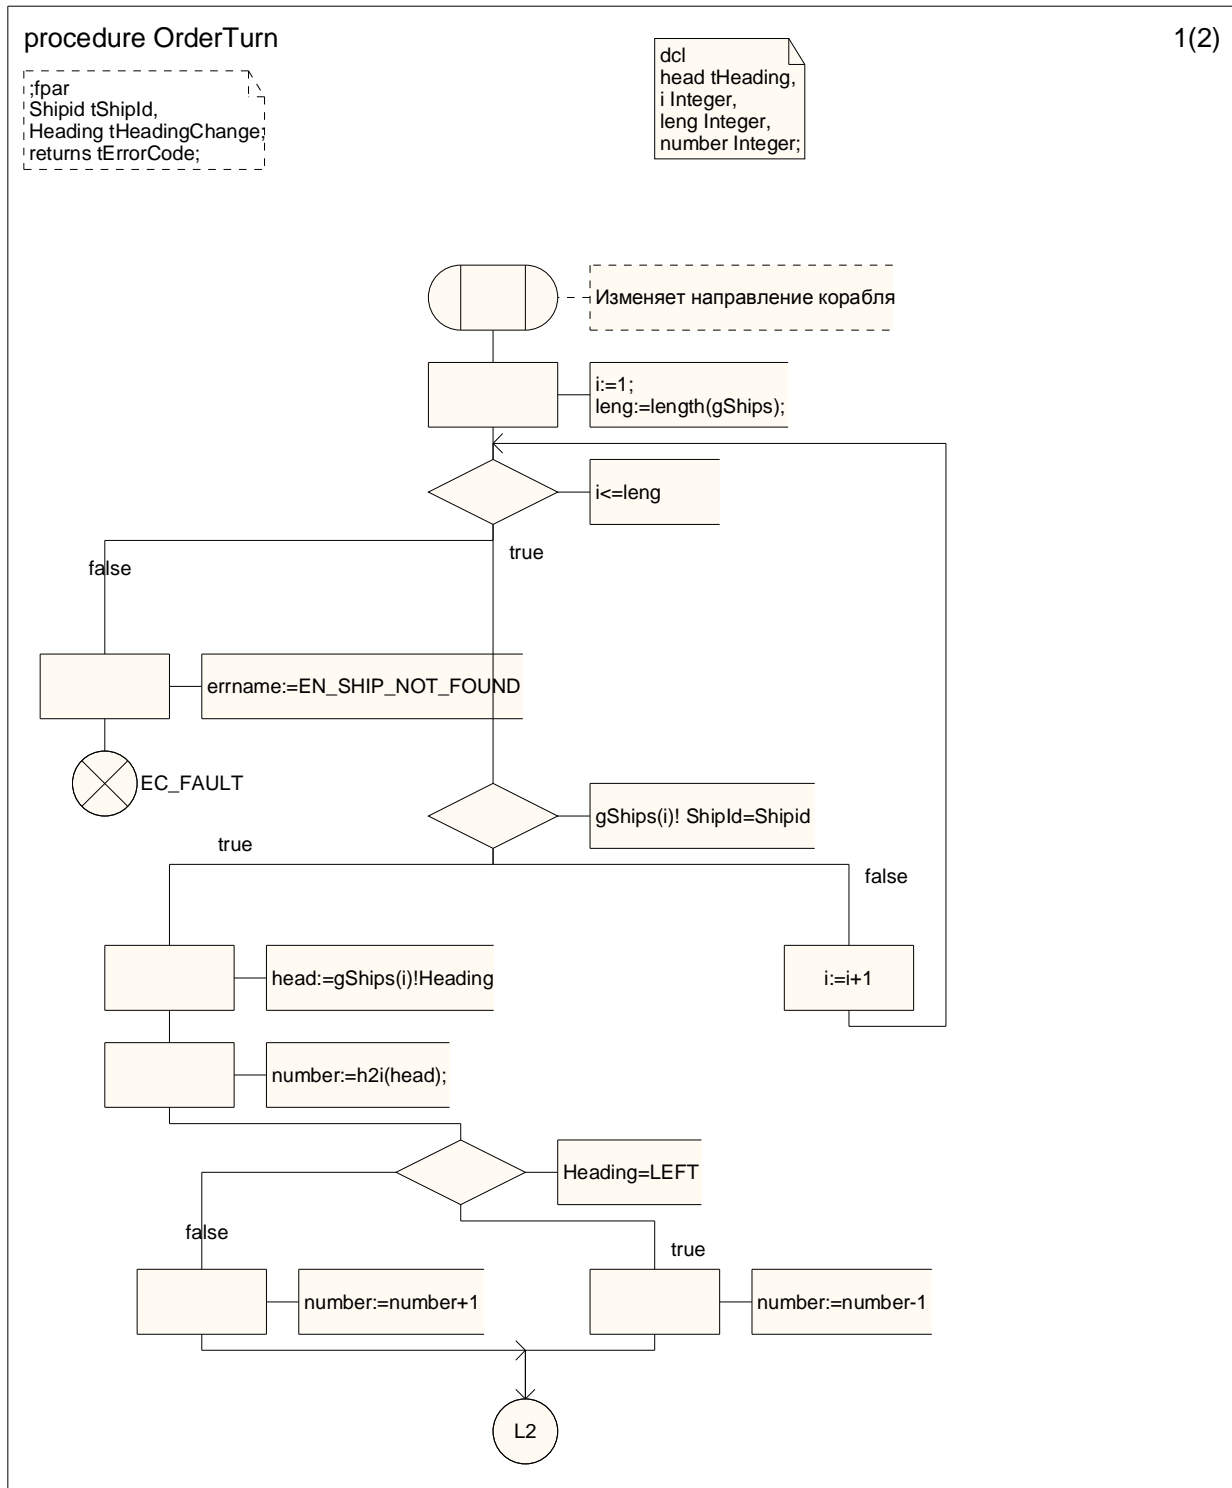 procedure OrderTurn
1(2)
;fpar
Shipid tShipId,
Heading tHeadingChange;
returns tErrorCode;
dcl
head tHeading,
i Integer,
leng Integer,
number Integer;
Изменяет направление корабля
i:=1;
leng:=length(gShips);
i<=leng
true
false
errname:=EN_SHIP_NOT_FOUND
EC_FAULT
gShips(i)! ShipId=Shipid
true
false
head:=gShips(i)!Heading
i:=i+1
number:=h2i(head);
Heading=LEFT
false
true
number:=number+1
number:=number-1
L2